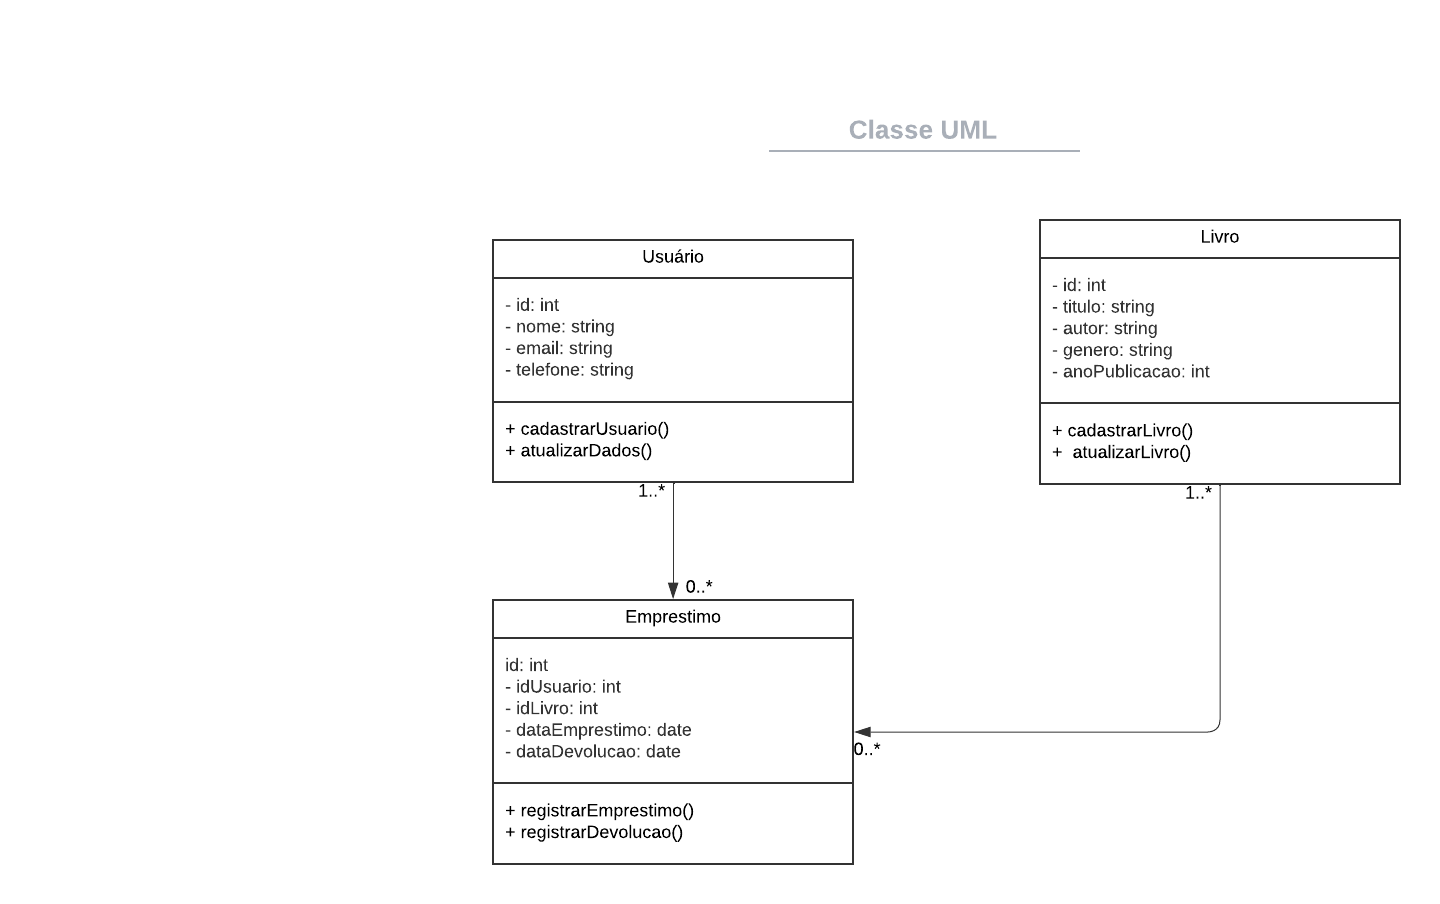 Classe UML
Usuário
- id: int
- nome: string
- email: string
- telefone: string
+ cadastrarUsuario()
+ atualizarDados()
1..*
Livro
- id: int
- titulo: string
- autor: string
- genero: string
- anoPublicacao: int
+ cadastrarLivro()
+  atualizarLivro()
1..*
0..*
Emprestimo
id: int
- idUsuario: int
- idLivro: int
- dataEmprestimo: date
- dataDevolucao: date
+ registrarEmprestimo()
+ registrarDevolucao()
0..*